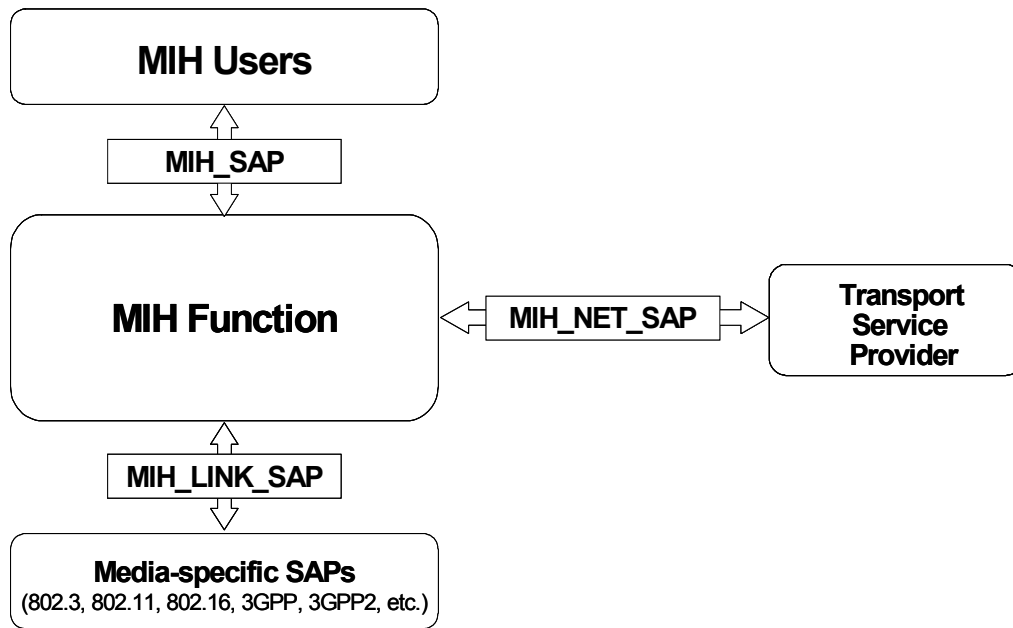 MIH Users
MIH_SAP
MIH Function
MIH_NET_SAP
Transport
Service
Provider
MIH_LINK_SAP
Media-specific SAPs
(802.3, 802.11, 802.16, 3GPP, 3GPP2, etc.)